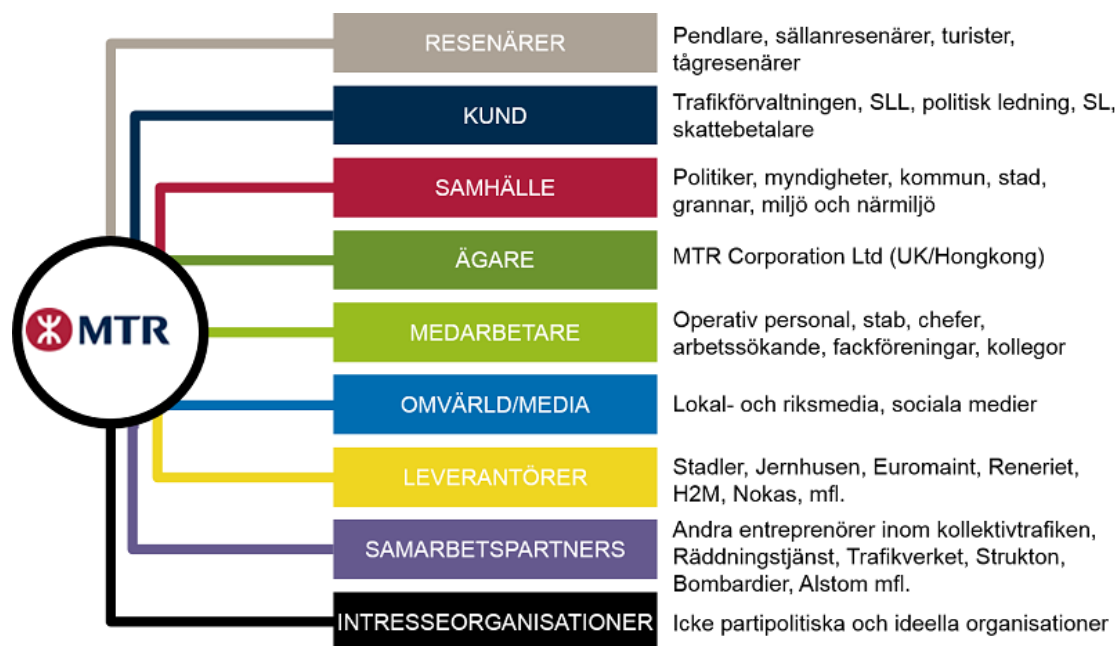 RESENÄRER
Pendlare, sällanresenärer, turister,
tågresenärer
KUND
Trafikförvaltningen, SLL, politisk ledning, SL,
skattebetalare
SAMHÄLLE
Politiker, myndigheter, kommun, stad,
grannar, miljö och närmiljö
ÄGARE
MTR Corporation Ltd (UK/Hongkong)
MTR
MEDARBETARE
Operativ personal, stab, chefer,
arbetssökande, fackföreningar, kollegor
OMVÄRLD/MEDIA
Lokal- och riksmedia, sociala medier
LEVERANTÖRER
Stadler, Jernhusen, Euromaint, Reneriet,
H2M, Nokas, mfl.
SAMARBETSPARTNERS
Andra entreprenörer inom kollektivtrafiken,
Räddningstjänst, Trafikverket, Strukton,
Bombardier, Alstom mfl.
INTRESSEORGANISATIONER
Icke partipolitiska och ideella organisationer